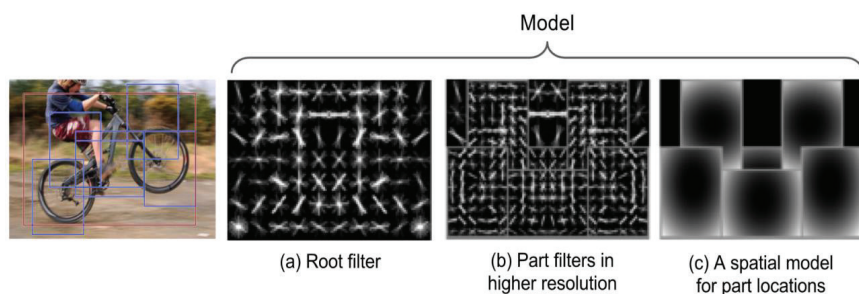 Model
(a) Root filter
(b) Part filters in
higher resolution
(c) A spatial model
for part locations